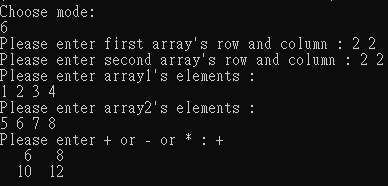 Choose mode:
6
Please enter first array's row and column : 2 2
Please enter second array's row and column : 2 2
Please enter array1's elements :
1 2 3 4
Please enter array2's elements :
5 6 7 8
Please enter + or - or * : +
6 8
10 12